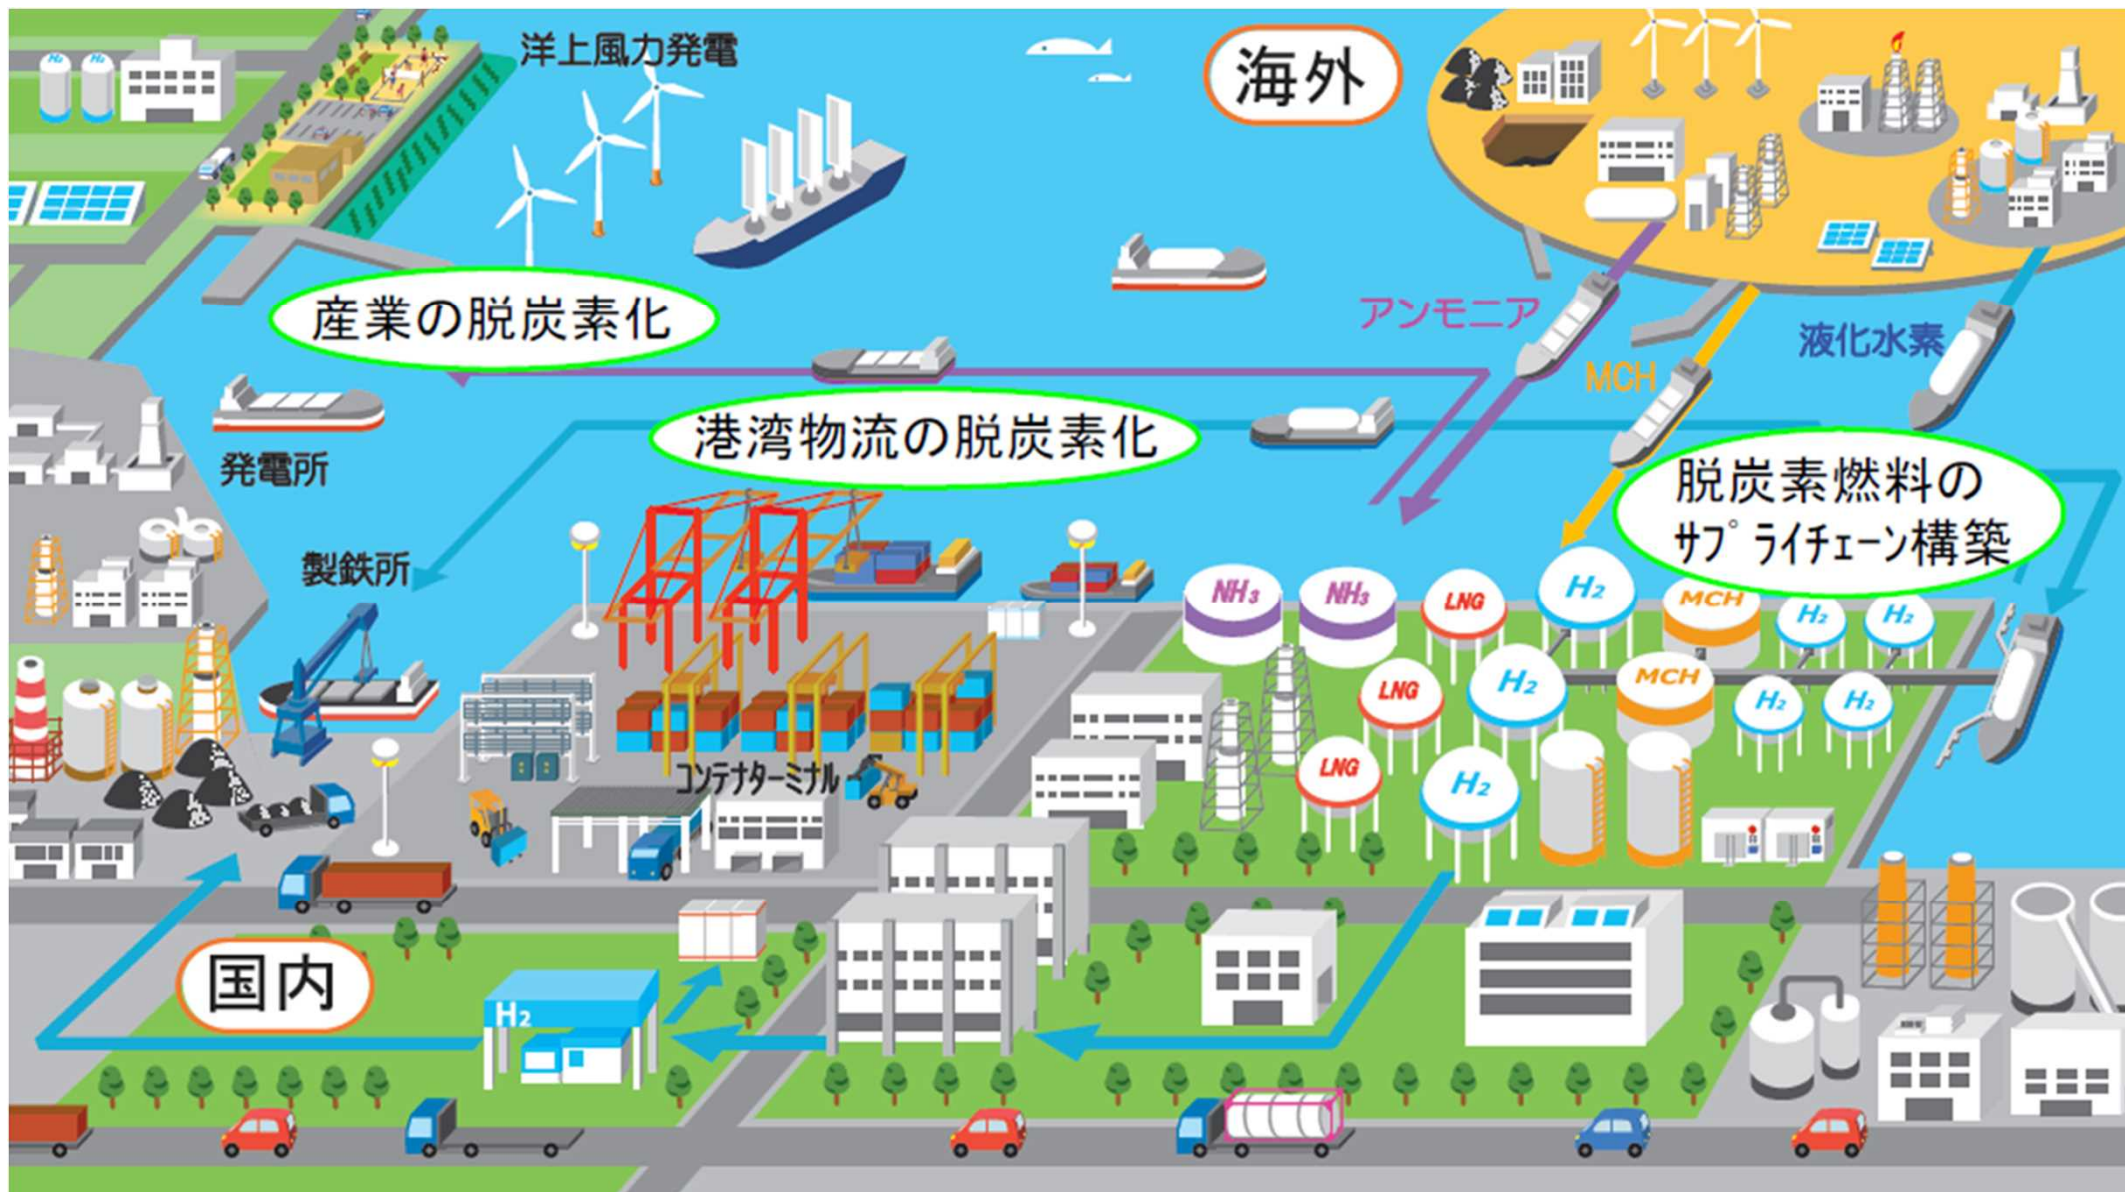 洋上風力発電
海外
H₂
H₂
産業の脱炭素化
アンモニア
液化水素
MCH
港湾物流の脱炭素化
発電所
脱炭素燃料の
ｻﾌﾟﾗｲﾁｪｰﾝ構築
製鉄所
NH₃
NH₃
LNG
H₂
MCH
H₂
H₂
LNG
H₂
MCH
H₂
H₂
LNG
H₂
ｺﾝﾃﾅﾀｰﾐﾅﾙ
国内
H₂